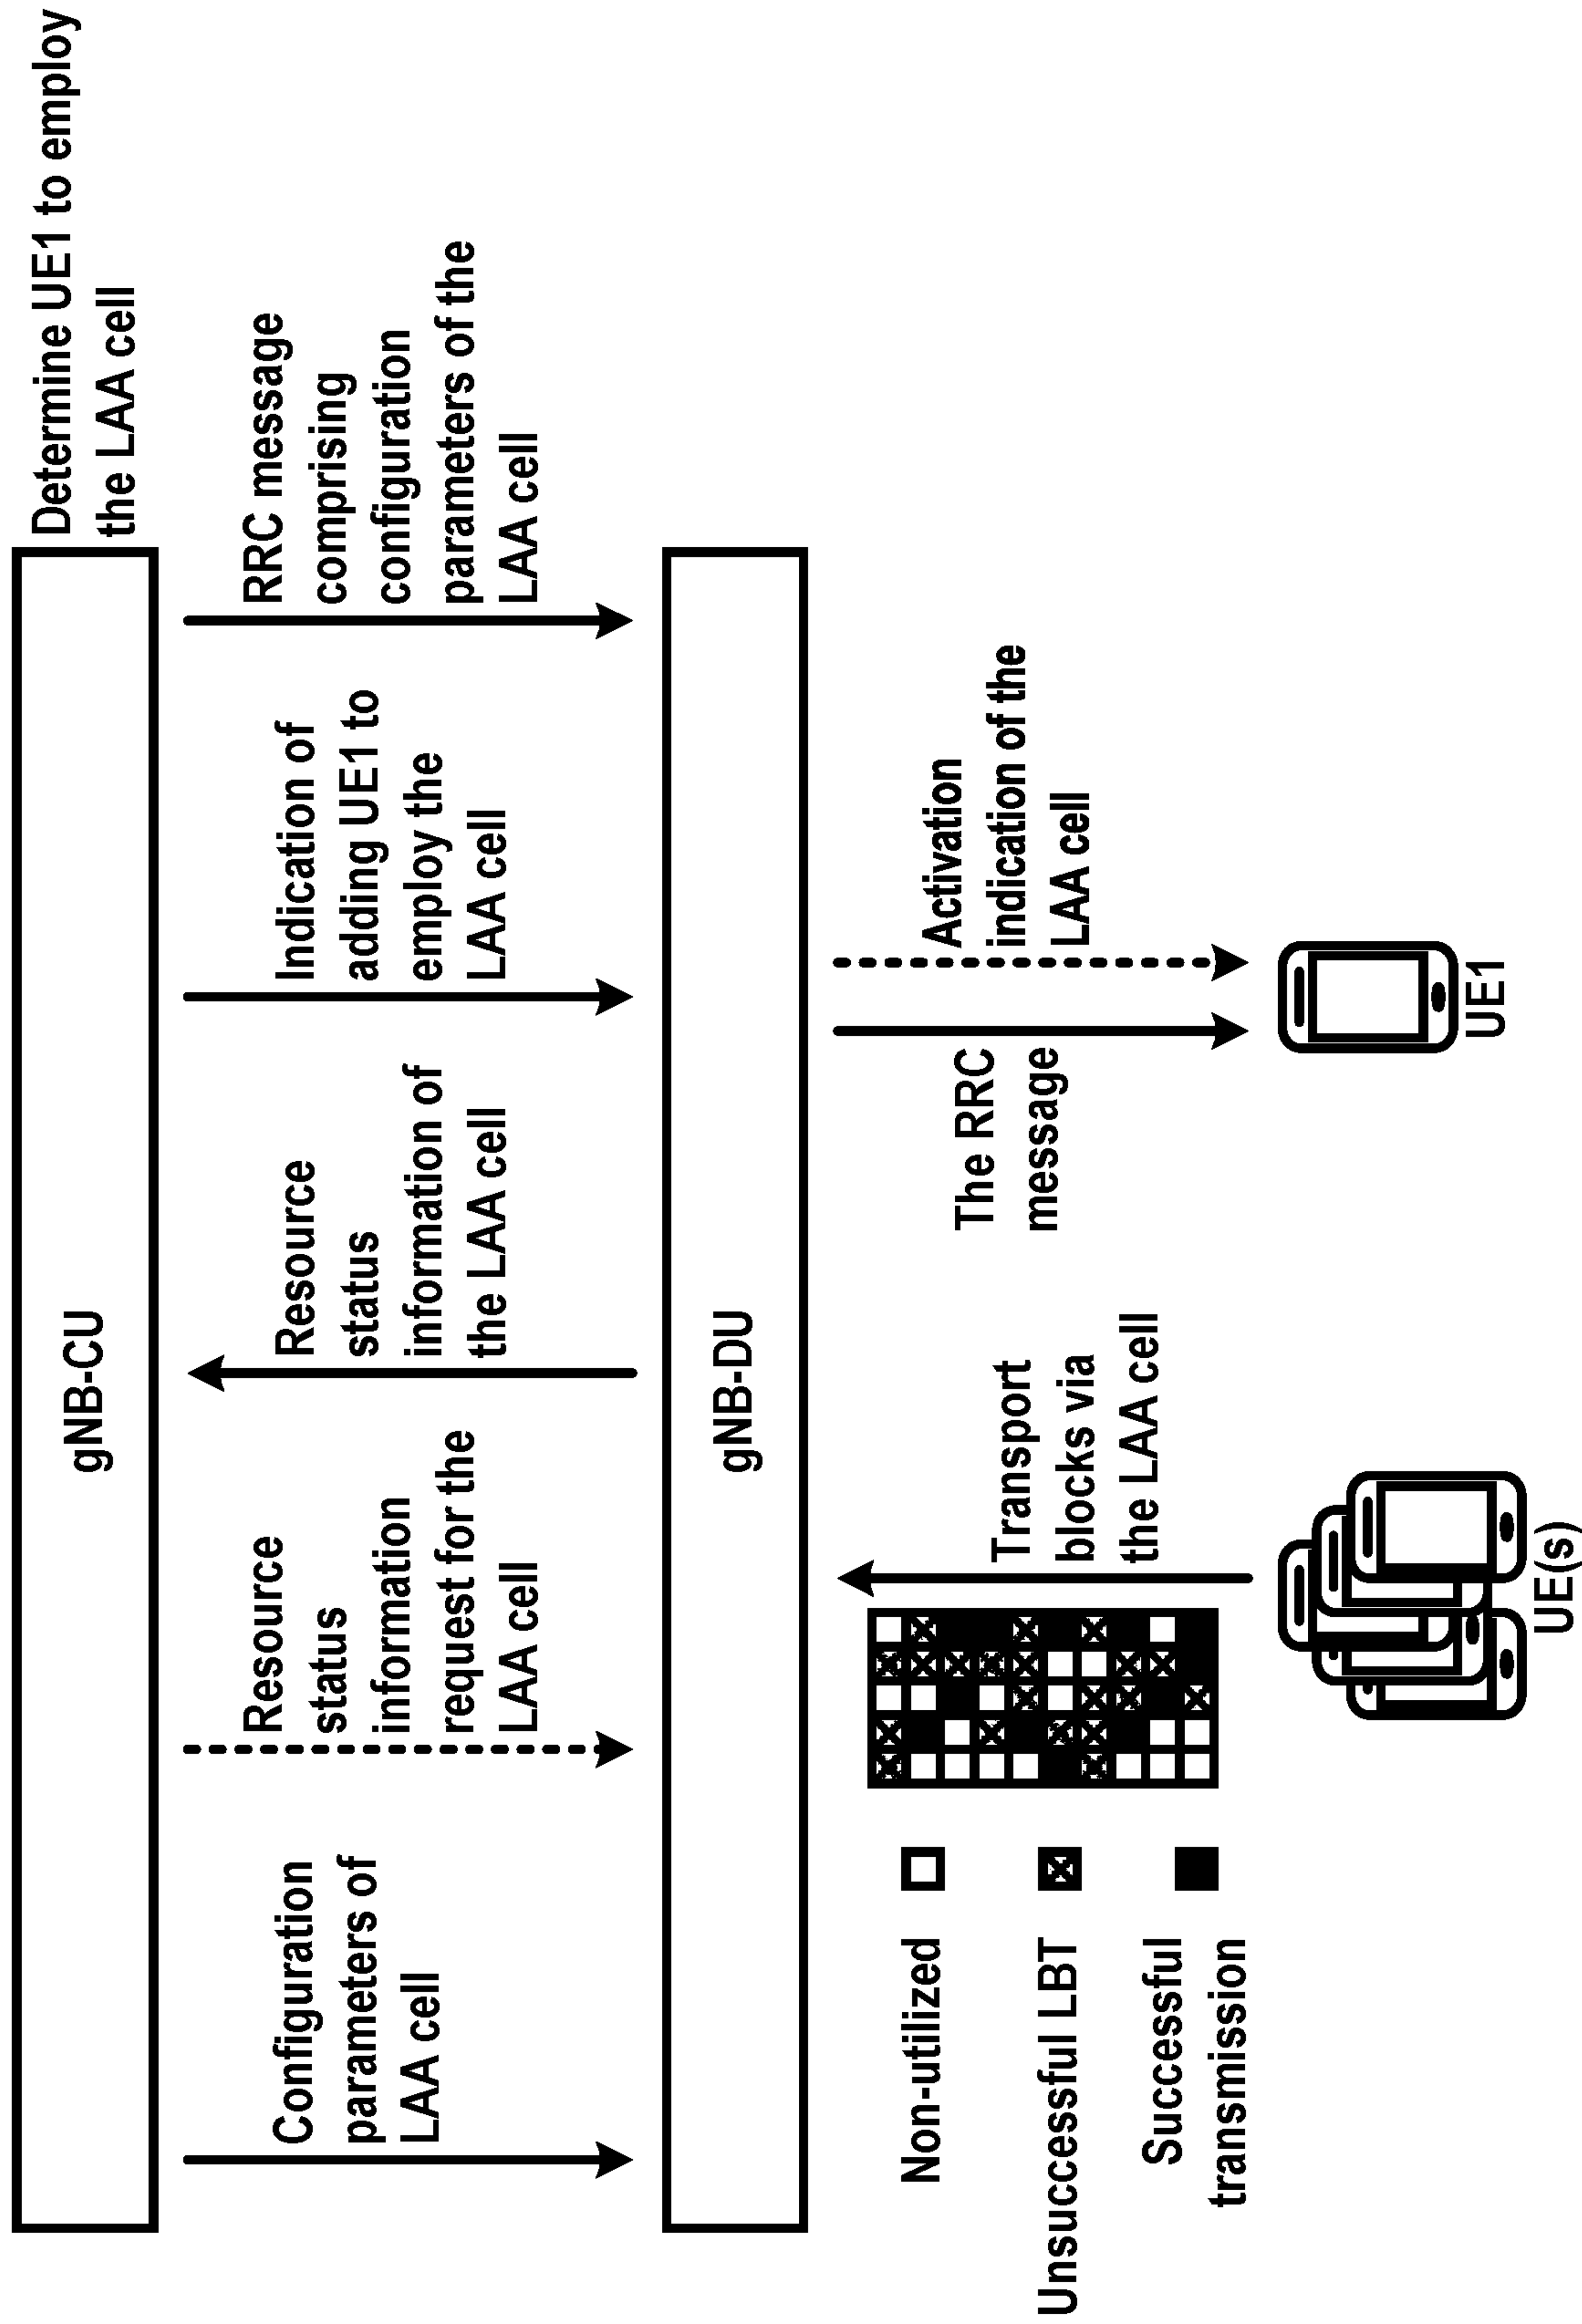 gNB-CU
Determine UE1 to employ
the LAA cell
Configuration
parameters of
LAA cell
Resource
status
information
request for the
LAA cell
Resource
status
information of
the LAA cell
Indication of
adding UE1 to
employ the
LAA cell
RRC message
comprising
configuration
parameters of the
LAA cell
gNB-DU
Non-utilized
Unsuccessful LBT
Successful
transmission
Transport
blocks via
the LAA cell
The RRC
message
Activation
indication of the
LAA cell
UE(s)
UE1